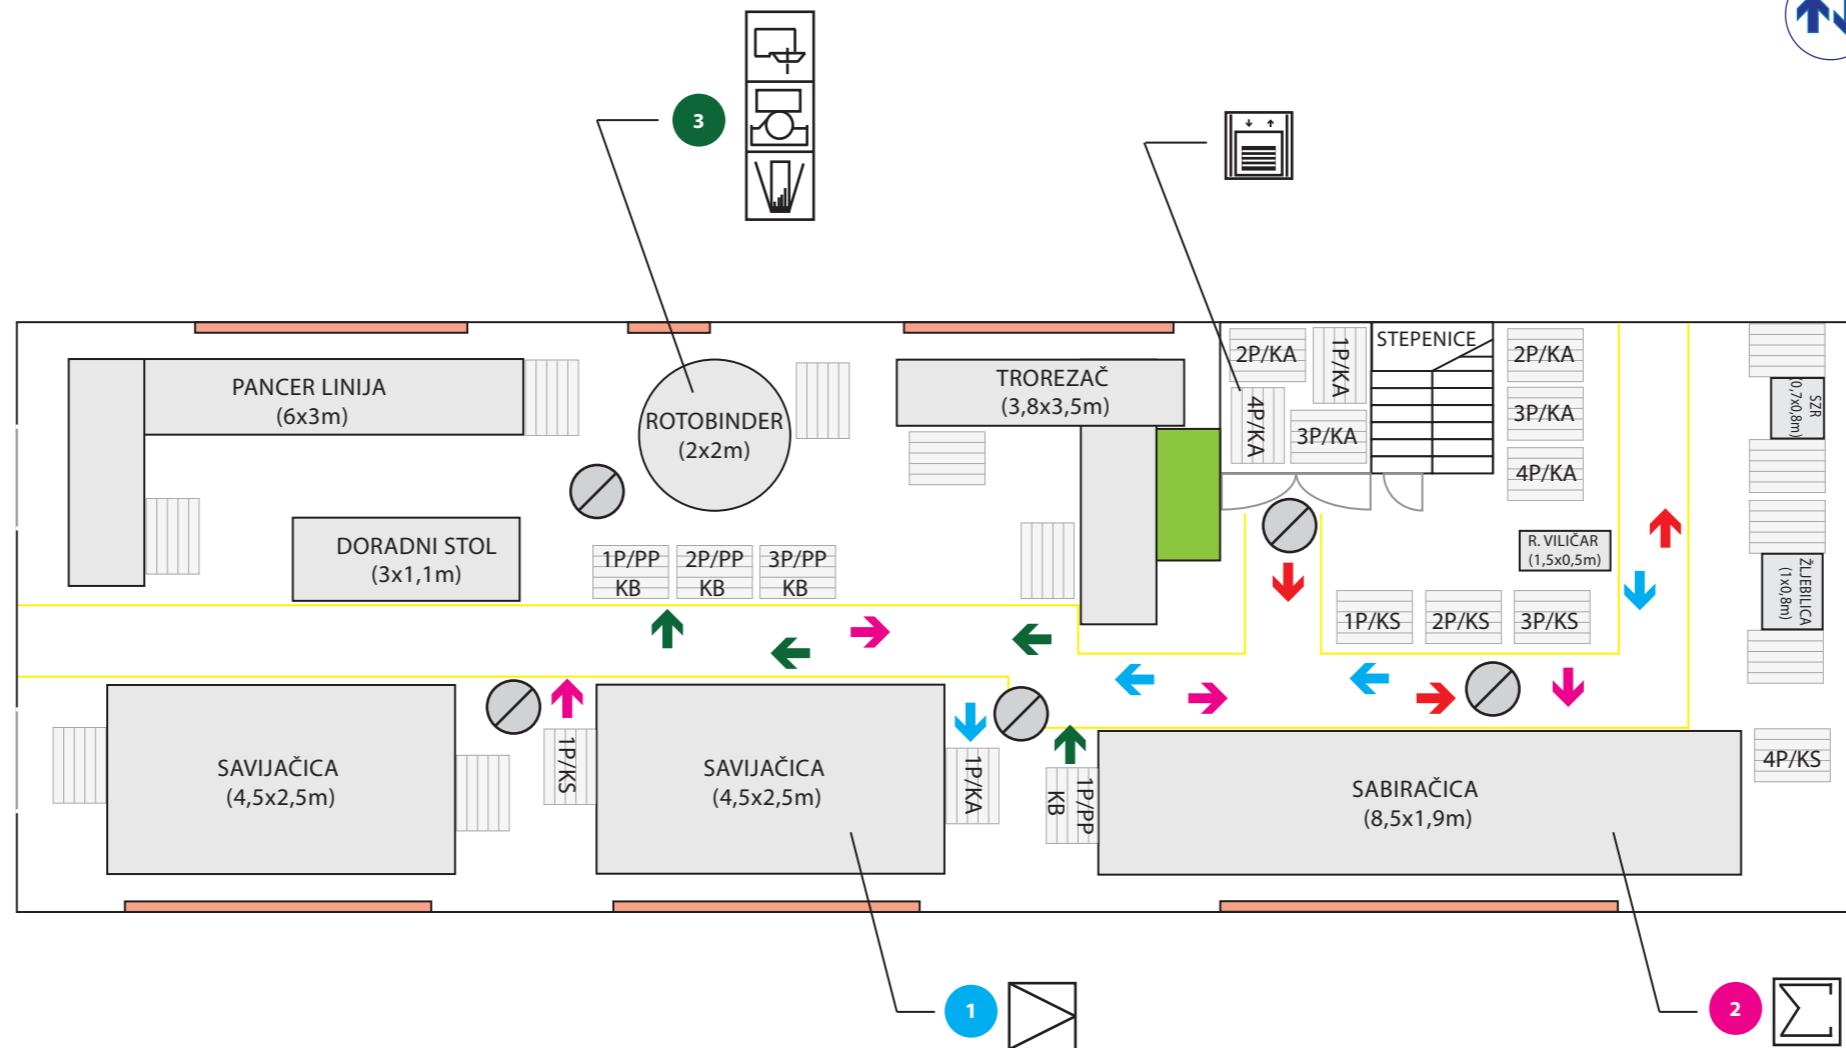 3
PANCER LINIJA
(6x3m)
ROTOBINDER
(2x2m)
TROREZAČ
(3,8x3,5m)
2P/KA
1P/KA
4P/KA
3P/KA
STEPENICE
2P/KA
3P/KA
4P/KA
SZR
(0,7x0,8m)
DORADNI STOL
(3x1,1m)
1P/PP
KB
2P/PP
KB
3P/PP
KB
R. VILIČAR
(1,5x0,5m)
ŽLJEBILICA
(1x0,8m)
1P/KS
2P/KS
3P/KS
SAVIJAČICA
(4,5x2,5m)
1P/KS
SAVIJAČICA
(4,5x2,5m)
1P/KA
1P/PP
KB
SABIRAČICA
(8,5x1,9m)
4P/KS
1
2